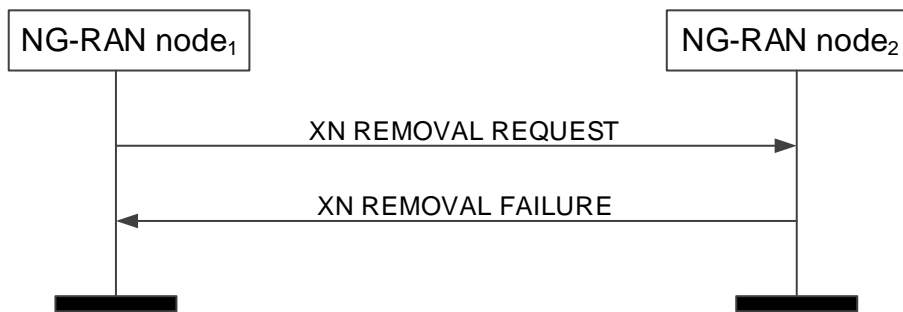 NG-RAN node₁
NG-RAN node₂
XN REMOVAL REQUEST
XN REMOVAL FAILURE